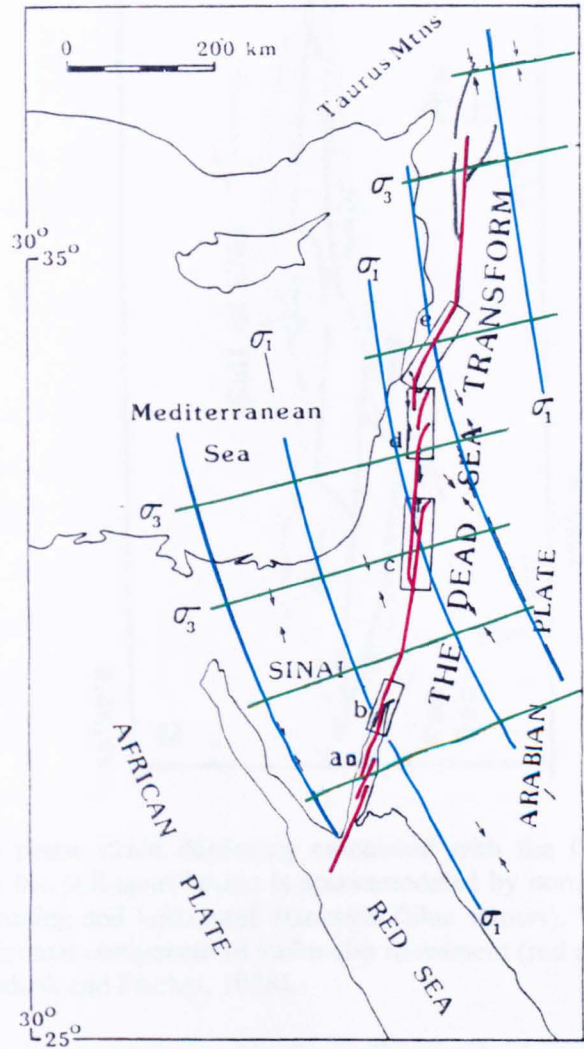 0 200 km
Taurus Mtns
30°
35°
σ3
σ1
σ1
e
Mediterranean
Sea
σ1
d
σ3
c
σ3
SINAI
b
an
THE DEAD SEA TRANSFORM
ARABIAN PLATE
AFRICAN PLATE
RED SEA
σ1
30°
25°